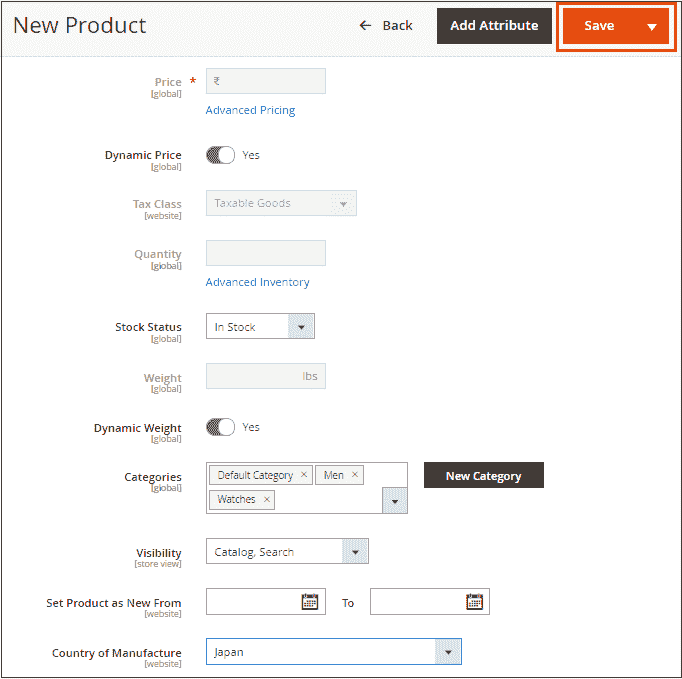 New Product
Back
Add Attribute
Save
Price *
[global]
₹
Advanced Pricing
Dynamic Price
[global]
Yes
Tax Class
[website]
Taxable Goods
Quantity
[global]
Advanced Inventory
Stock Status
[global]
In Stock
Weight
[global]
lbs
Dynamic Weight
[global]
Yes
Categories
[global]
Default Category × Men ×
Watches ×
New Category
Visibility
[store view]
Catalog, Search
Set Product as New From
[website]
To
Country of Manufacture
[website]
Japan